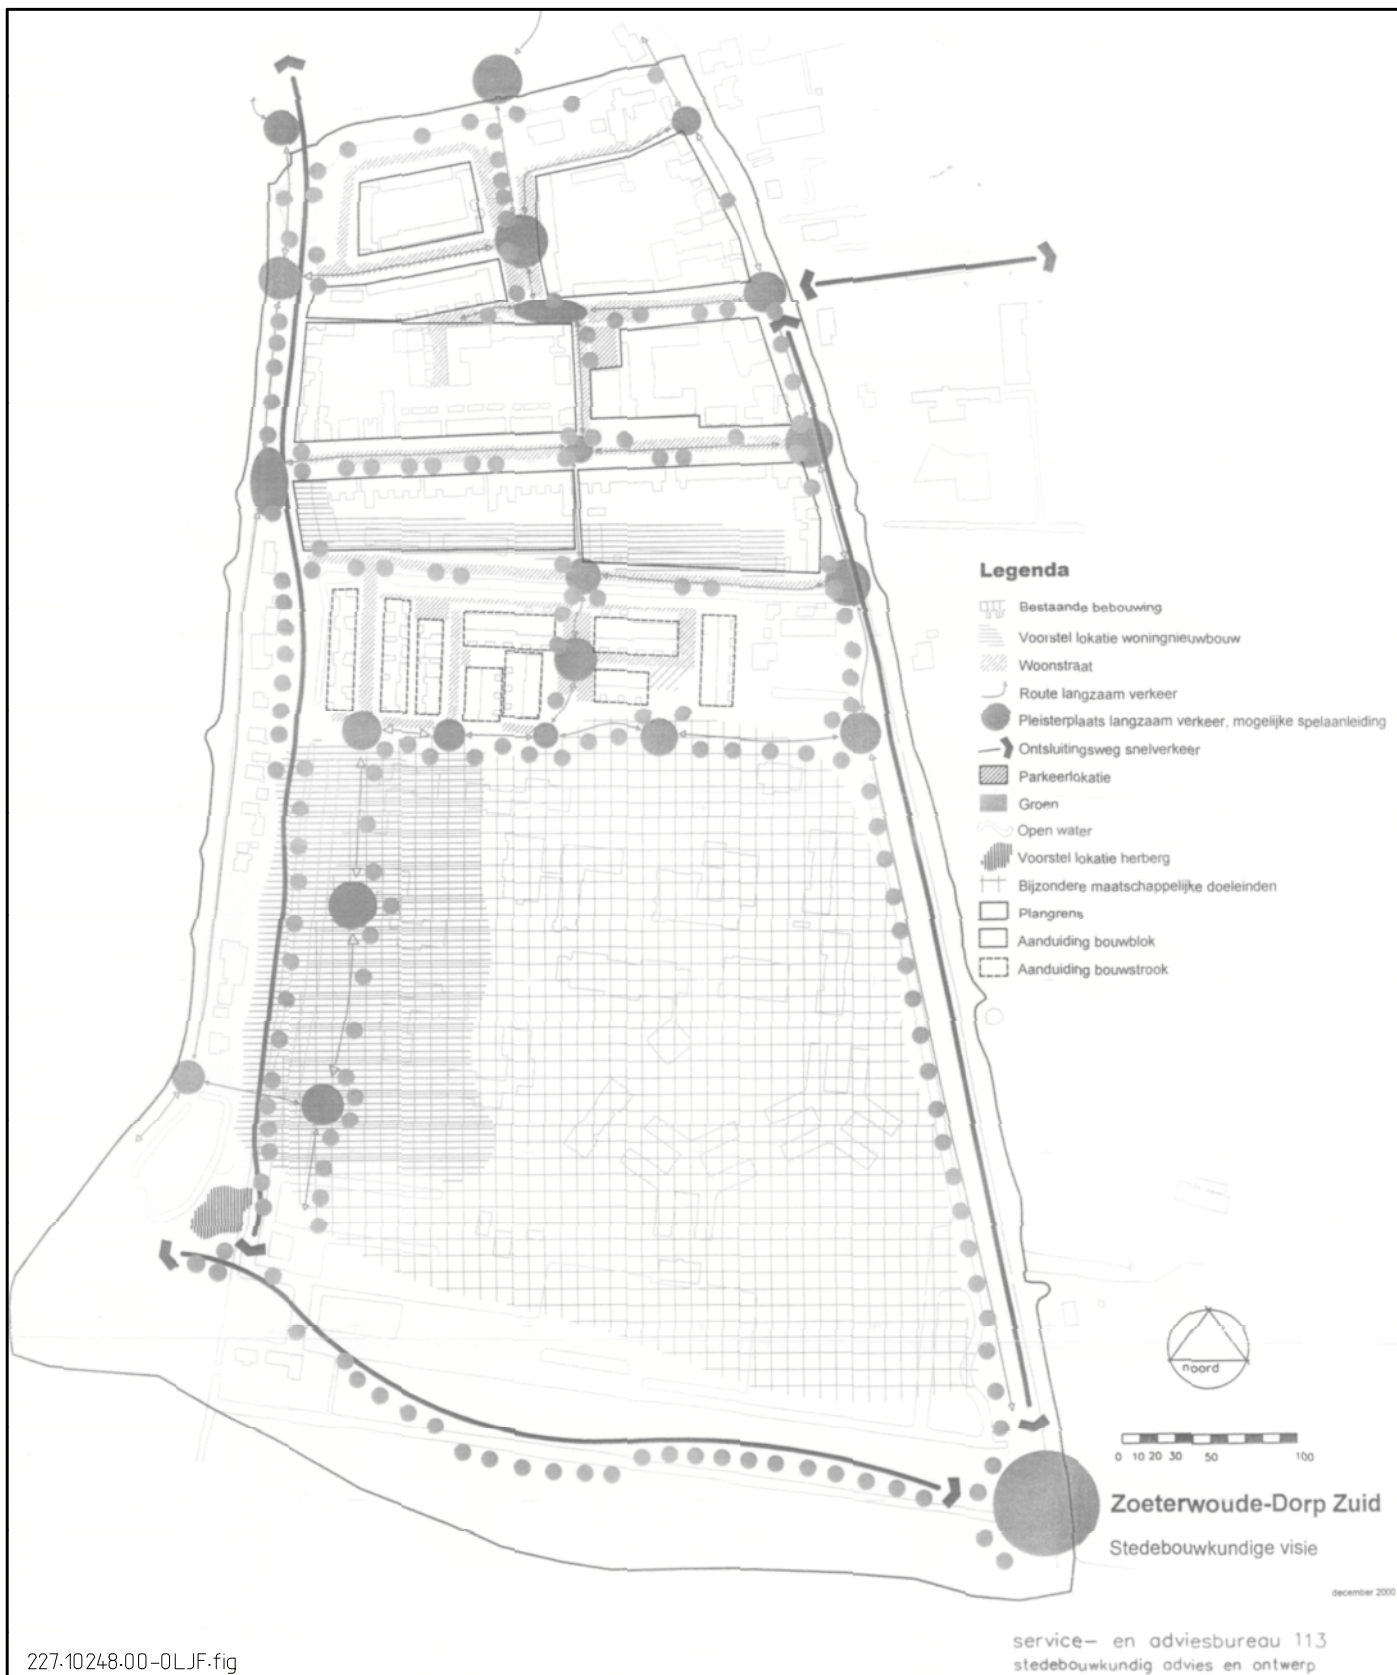 Legenda
Bestaande bebouwing
Voorstel lokatie woningnieuwbouw
Woonstraat
Route langzaam verkeer
Pleisterplaats langzaam verkeer, mogelijke spelaanleiding
Ontsluitingsweg snelverkeer
Parkeerlokatie
Groen
Open water
Voorstel lokatie herberg
Bijzondere maatschappelijke doeleinden
Plangrens
Aanduiding bouwblok
Aanduiding bouwstrook
noord
0 10 20 30 50 100
Zoeterwoude-Dorp Zuid
Stedebouwkundige visie
december 2000
service- en adviesbureau 113
stedebouwkundig advies en ontwerp
227.10248.00-0LJF.fig